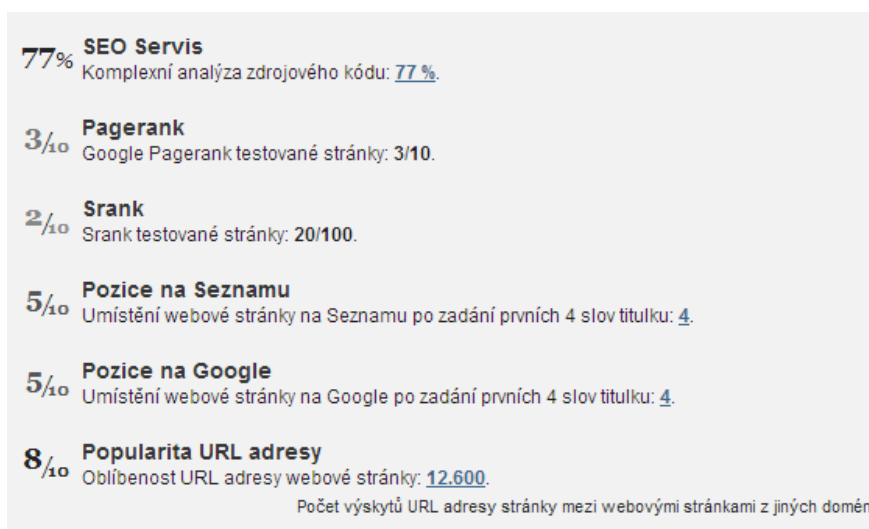 77% SEO Servis
Komplexní analýza zdrojového kódu: 77 %.
3/10 Pagerank
Google Pagerank testované stránky: 3/10.
2/10 Srank
Srank testované stránky: 20/100.
5/10 Pozice na Seznamu
Umístění webové stránky na Seznamu po zadání prvních 4 slov titulku: 4.
5/10 Pozice na Google
Umístění webové stránky na Google po zadání prvních 4 slov titulku: 4.
8/10 Popularita URL adresy
Oblíbenost URL adresy webové stránky: 12.600.
Počet výskytů URL adresy stránky mezi webovými stránkami z jiných domén